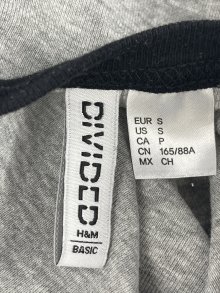 DIVIDED
H&M
BASIC
EUR S
US S
CA P
CN 165/88A
MX CH